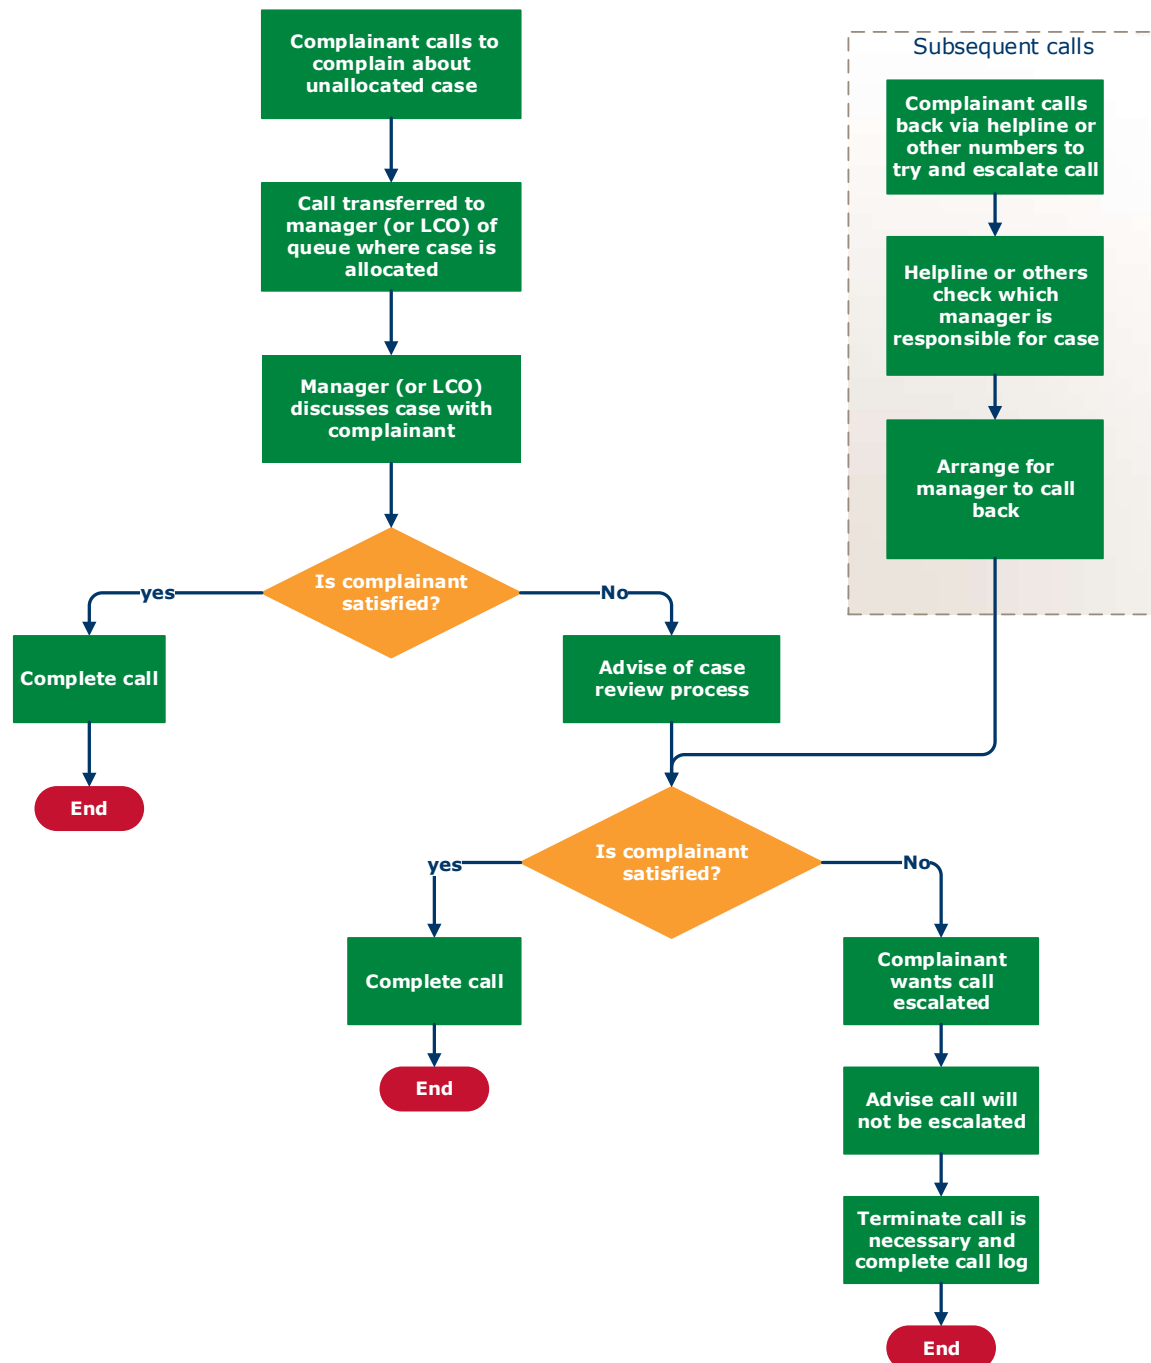 Complainant calls to
complain about
unallocated case
Call transferred to
manager (or LCO) of
queue where case is
allocated
Manager (or LCO)
discusses case with
complainant
Is complainant
satisfied?
yes
No
Complete call
End
Advise of case
review process
Subsequent calls
Complainant calls
back via helpline or
other numbers to
try and escalate call
Helpline or others
check which
manager is
responsible for case
Arrange for
manager to call
back
Is complainant
satisfied?
yes
No
Complete call
End
Complainant
wants call
escalated
Advise call will
not be escalated
Terminate call is
necessary and
complete call log
End